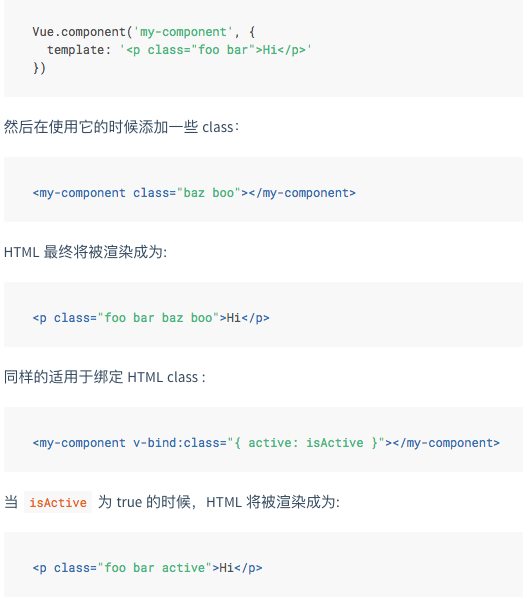 Vue.component('my-component', {
  template: '<p class="foo bar">Hi</p>'
})
然后在使用它的时候添加一些 class：
<my-component class="baz boo"></my-component>
HTML 最终将被渲染成为:
<p class="foo bar baz boo">Hi</p>
同样的适用于绑定 HTML class :
<my-component v-bind:class="{ active: isActive }"></my-component>
当 isActive 为 true 的时候，HTML 将被渲染成为:
<p class="foo bar active">Hi</p>